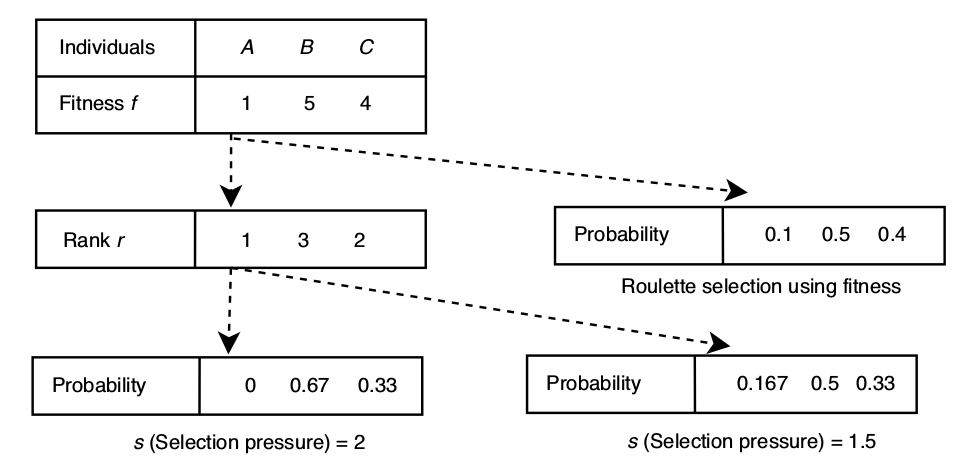 Individuals A B C
Fitness f 1 5 4
Rank r 1 3 2
Probability 0.1 0.5 0.4
Roulette selection using fitness
Probability 0 0.67 0.33
s (Selection pressure) = 2
Probability 0.167 0.5 0.33
s (Selection pressure) = 1.5